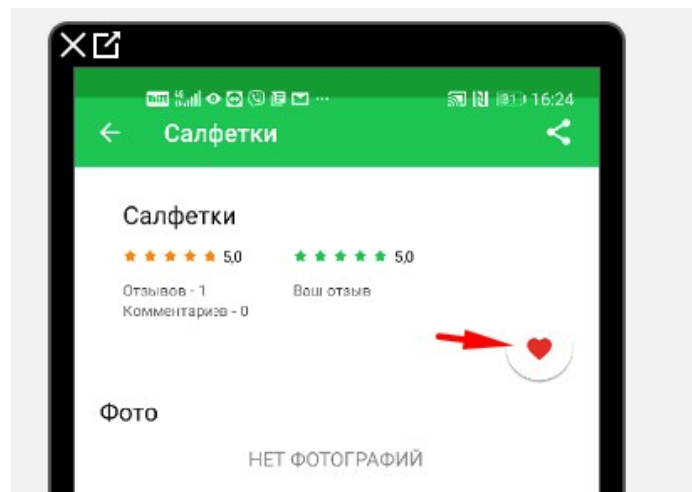 16:24
Салфетки
Салфетки
5,0 5,0
Отзывов - 1 Ваш отзыв
Комментариев - 0
Фото
НЕТ ФОТОГРАФИЙ